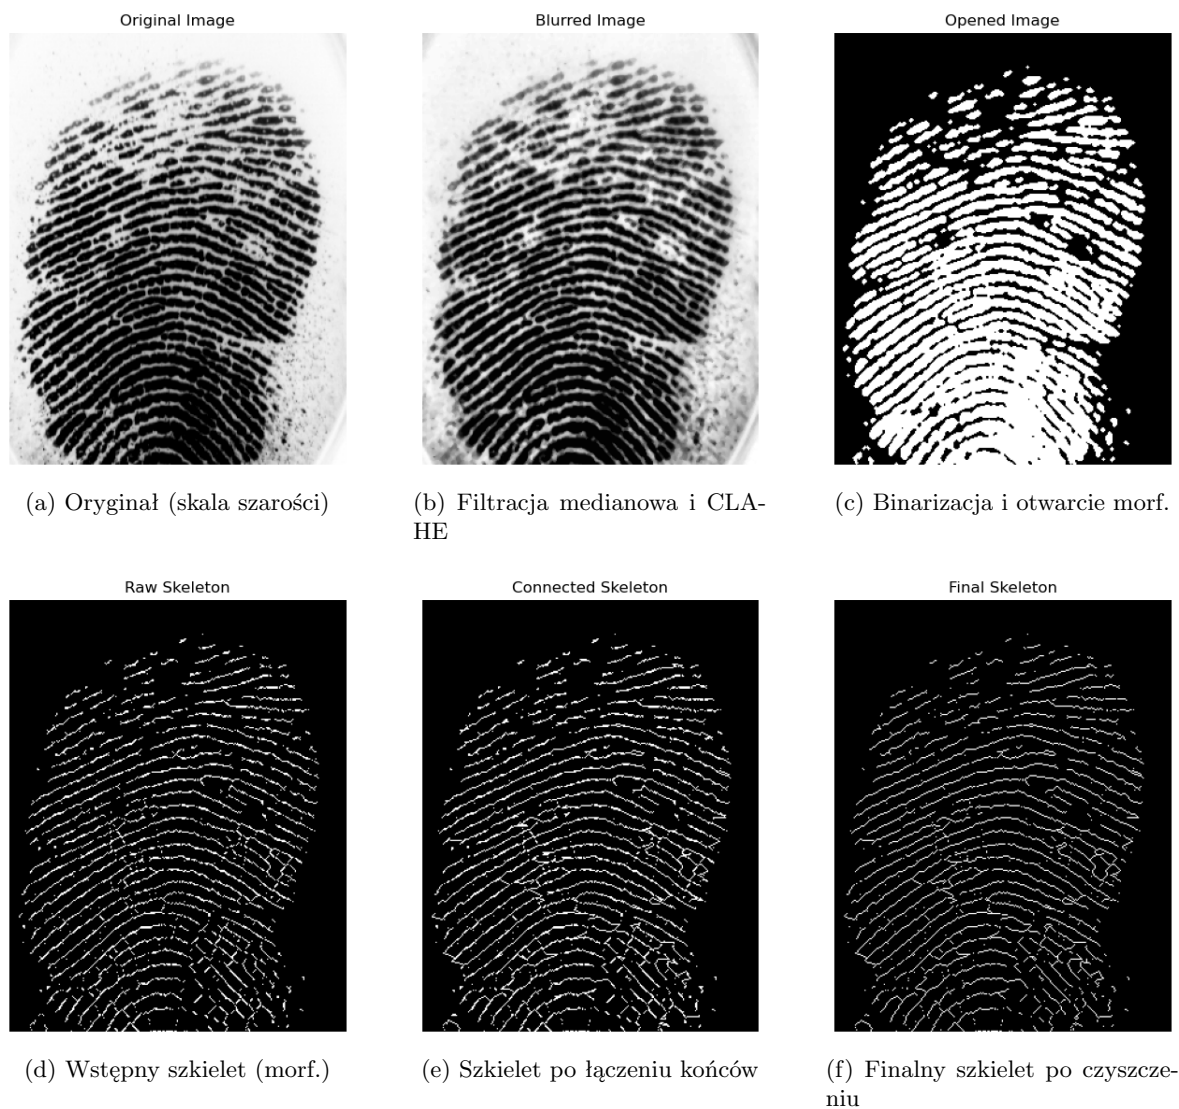 Original Image
Blurred Image
Opened Image
(a) Oryginał (skala szarości)
(b) Filtracja medianowa i CLA-
HE
(c) Binarizacja i otwarcie morf.
Raw Skeleton
Connected Skeleton
Final Skeleton
(d) Wstępny szkielet (morf.)
(e) Szkielet po łączeniu końców
(f) Finalny szkielet po czyszcze-
niu